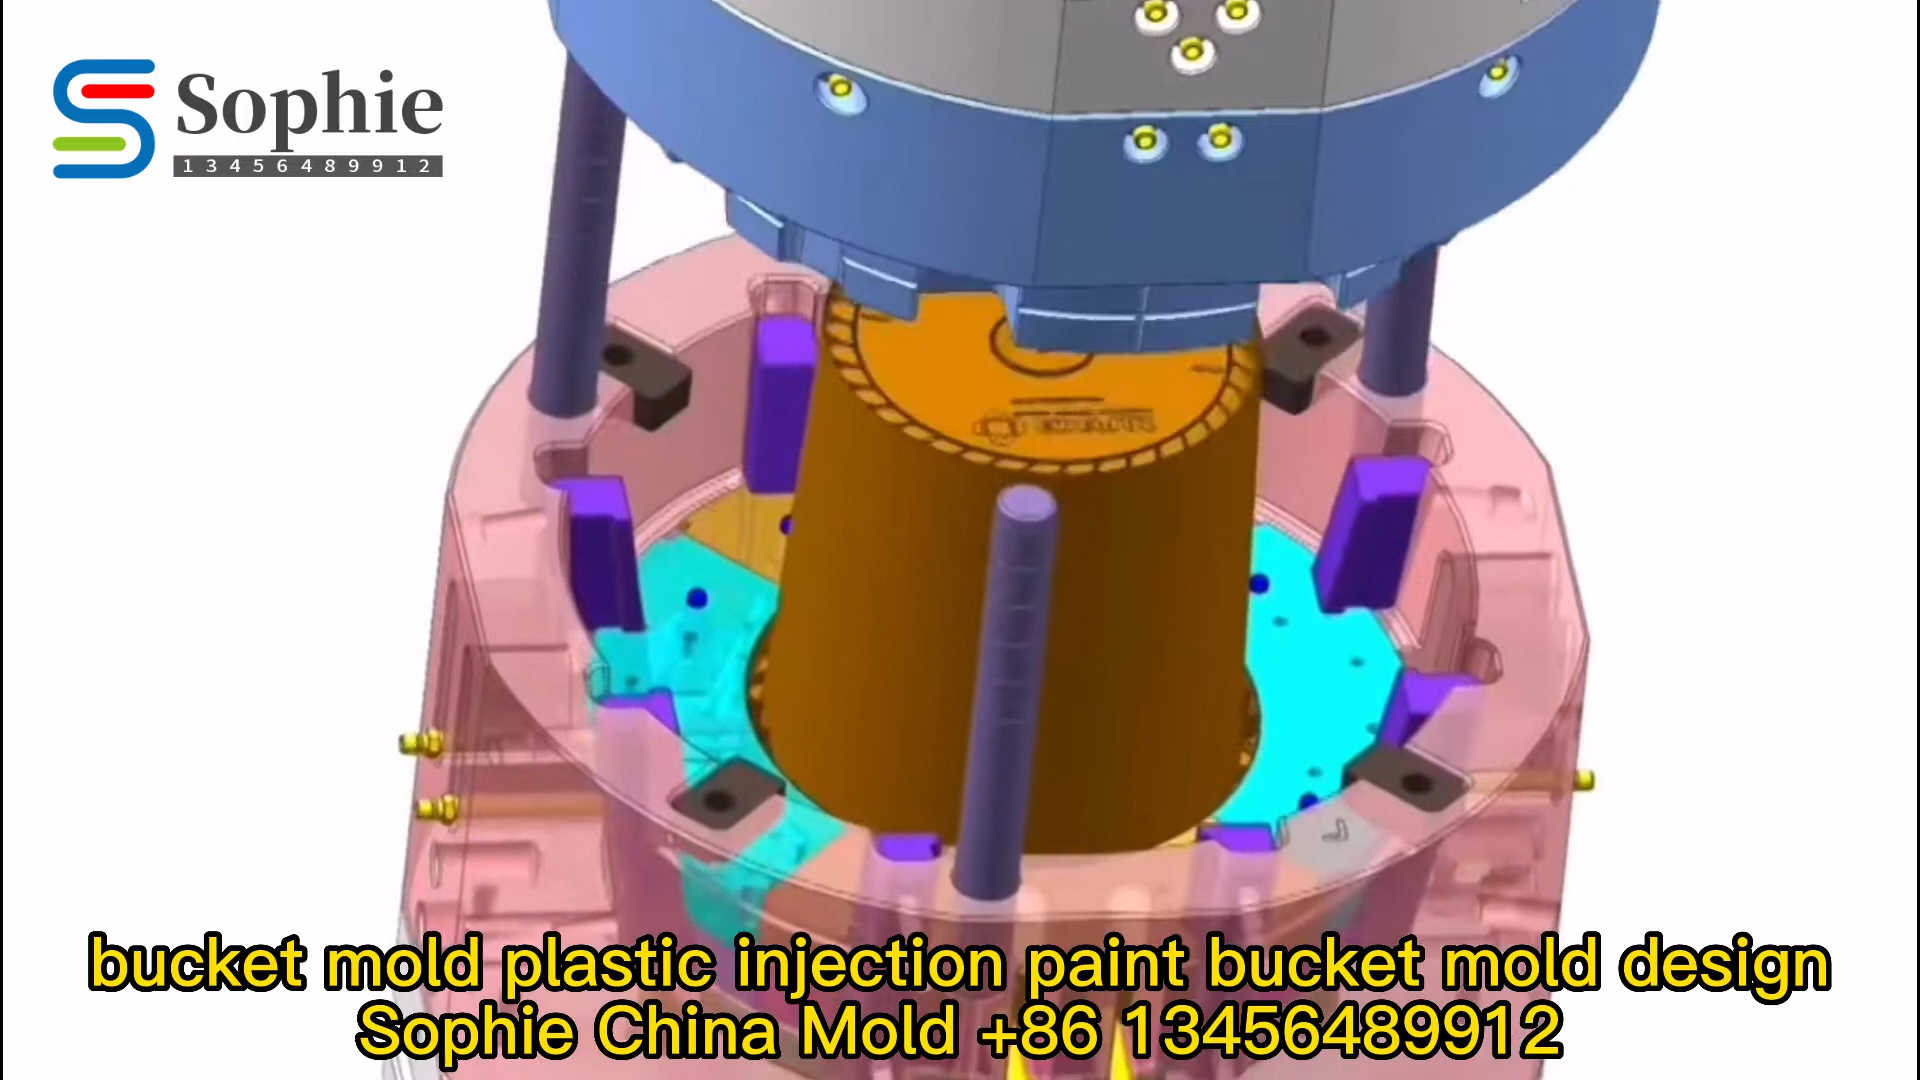 Sophie
13456489912
bucket mold plastic injection paint bucket mold design
Sophie China Mold +86 13456489912